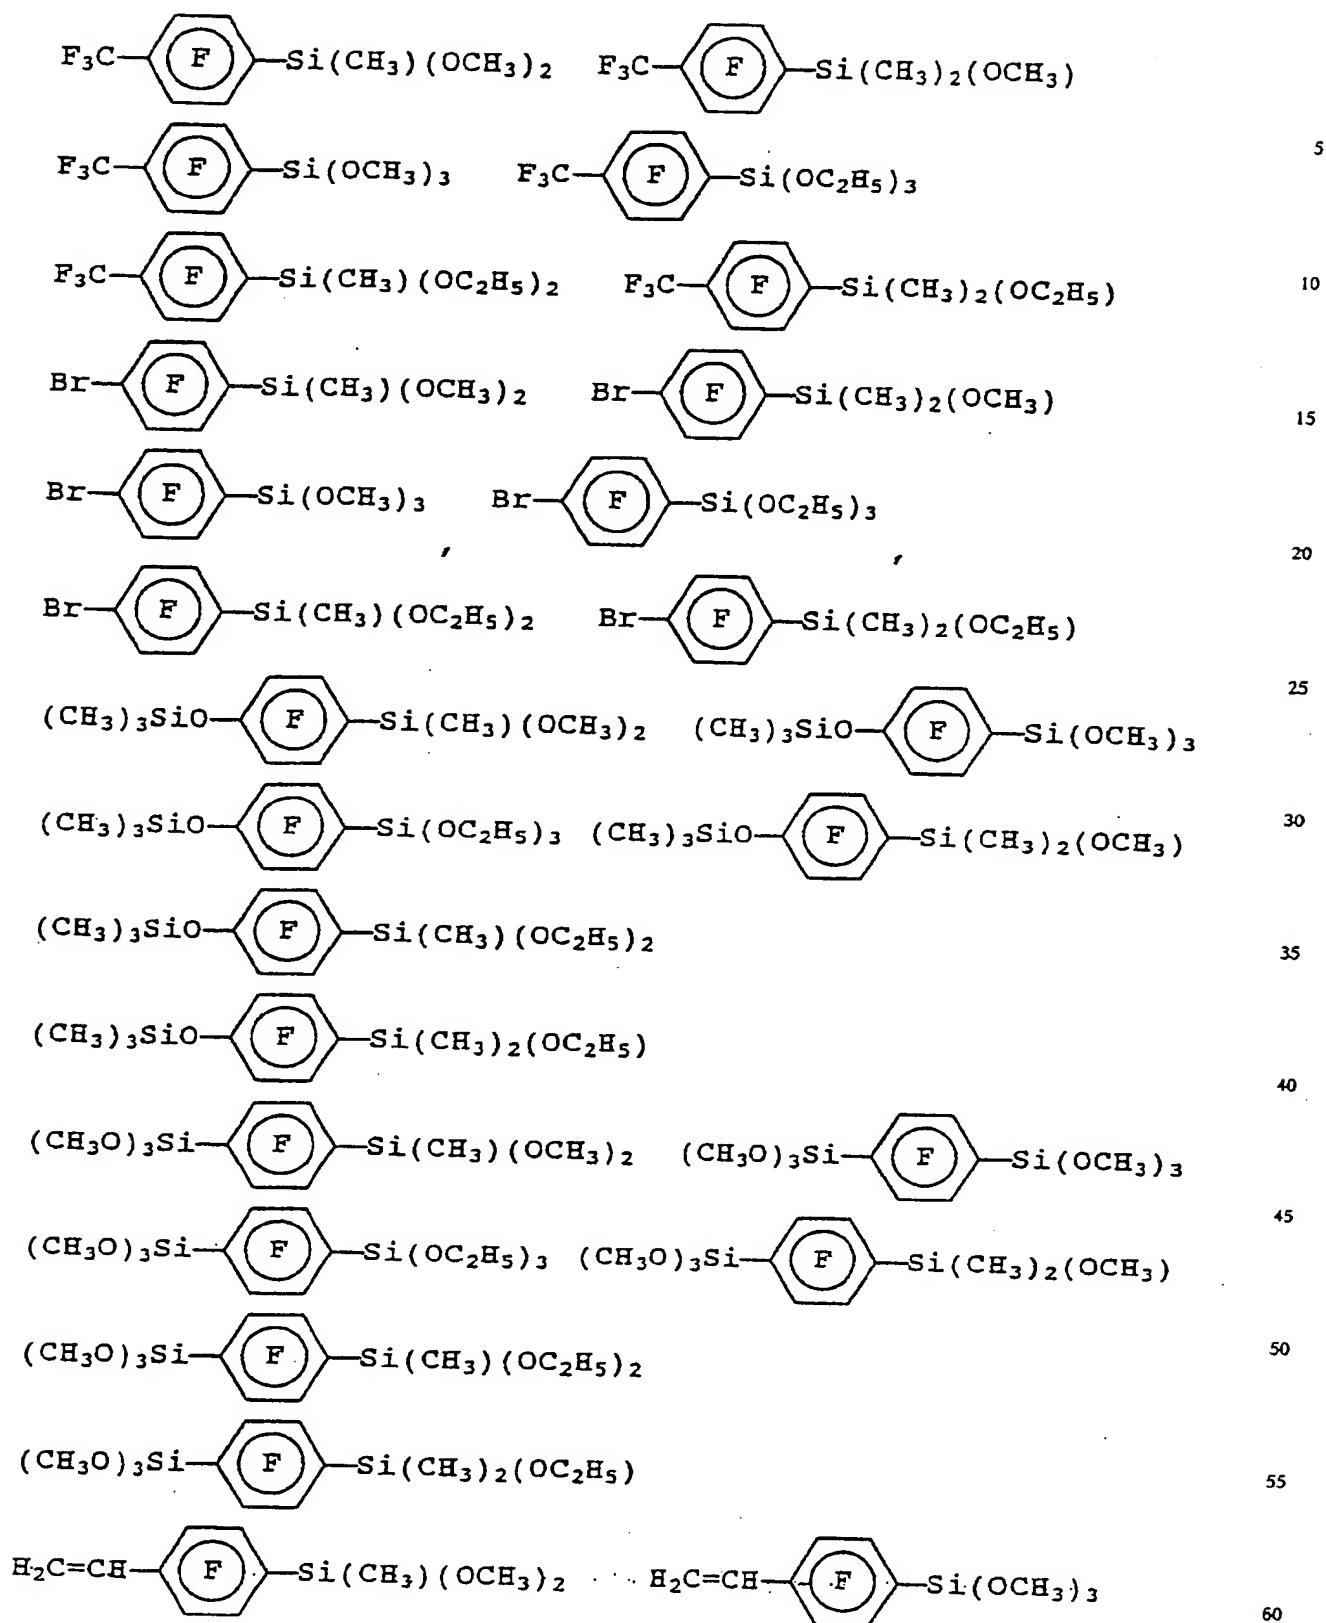 F₃C—F—Si(CH₃)(OCH₃)₂ F₃C—F—Si(CH₃)₂(OCH₃)
5
F₃C—F—Si(OCH₃)₃ F₃C—F—Si(OC₂H₅)₃
F₃C—F—Si(CH₃)(OC₂H₅)₂ F₃C—F—Si(CH₃)₂(OC₂H₅)
10
Br—F—Si(CH₃)(OCH₃)₂ Br—F—Si(CH₃)₂(OCH₃)
15
Br—F—Si(OCH₃)₃ , Br—F—Si(OC₂H₅)₃ ,
20
Br—F—Si(CH₃)(OC₂H₅)₂ Br—F—Si(CH₃)₂(OC₂H₅)
25
(CH₃)₃SiO—F—Si(CH₃)(OCH₃)₂ (CH₃)₃SiO—F—Si(OCH₃)₃
30
(CH₃)₃SiO—F—Si(OC₂H₅)₃ (CH₃)₃SiO—F—Si(CH₃)₂(OCH₃)
(CH₃)₃SiO—F—Si(CH₃)(OC₂H₅)₂
35
(CH₃)₃SiO—F—Si(CH₃)₂(OC₂H₅)
40
(CH₃O)₃Si—F—Si(CH₃)(OCH₃)₂ (CH₃O)₃Si—F—Si(OCH₃)₃
45
(CH₃O)₃Si—F—Si(OC₂H₅)₃ (CH₃O)₃Si—F—Si(CH₃)₂(OCH₃)
50
(CH₃O)₃Si—F—Si(CH₃)(OC₂H₅)₂
(CH₃O)₃Si—F—Si(CH₃)₂(OC₂H₅)
55
H₂C=CH—F—Si(CH₃)(OCH₃)₂ H₂C=CH—F—Si(OCH₃)₃
60